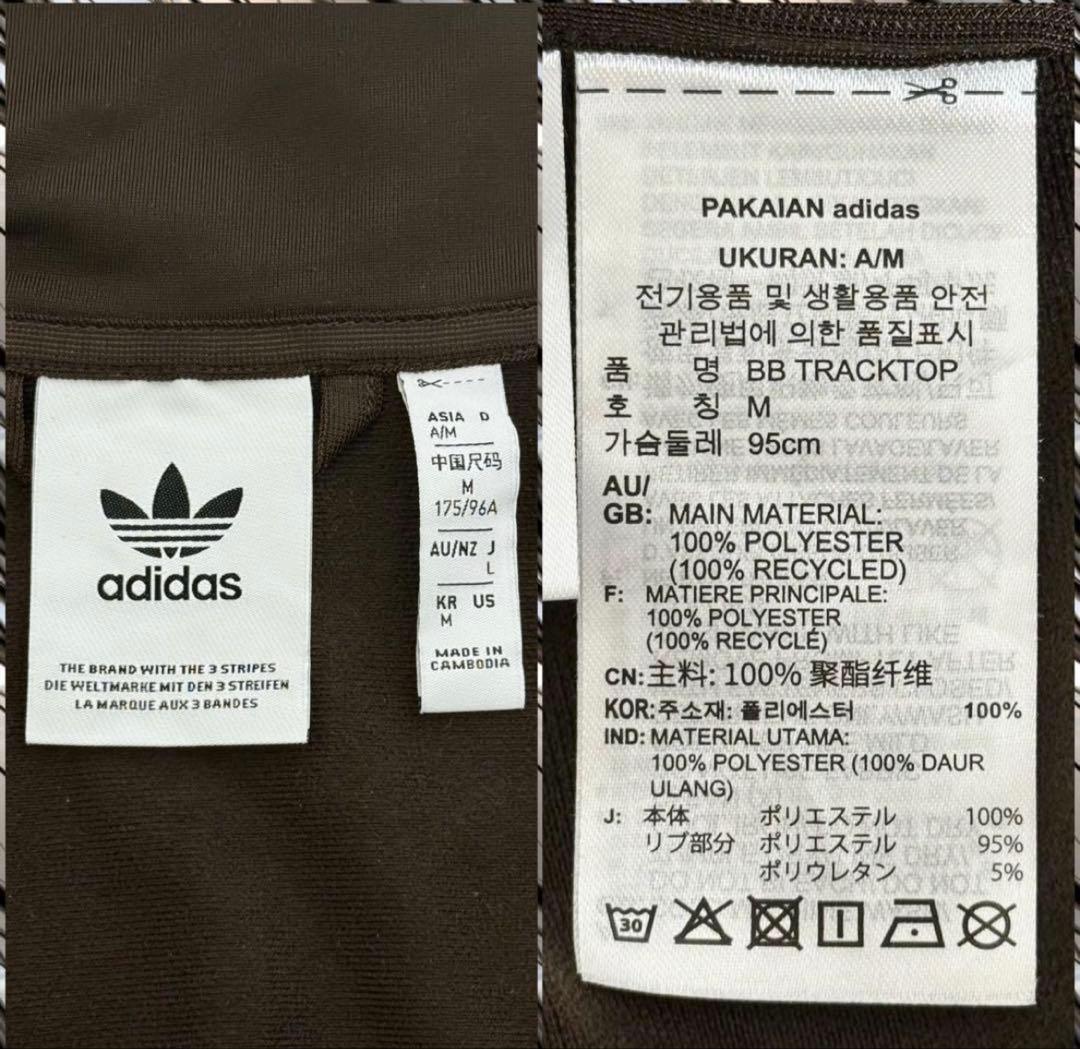 adidas
THE BRAND WITH THE 3 STRIPES
DIE WELTMARKE MIT DEN 3 STREIFEN
LA MARQUE AUX 3 BANDES
ASIA D
A/M
中国尺码
M
175/96A
AU/NZ J
L
KR US
M
MADE IN
CAMBODIA
PAKAIAN adidas
UKURAN: A/M
전기용품 및 생활용품 안전
관리법에 의한 품질표시
품 명 BB TRACKTOP
호 칭 M
가슴둘레 95cm
AU/
GB: MAIN MATERIAL:
100% POLYESTER
(100% RECYCLED)
F: MATIERE PRINCIPALE:
100% POLYESTER
(100% RECYCLÉ)
CN: 主料: 100% 聚酯纤维
KOR: 주소재: 폴리에스터 100%
IND: MATERIAL UTAMA:
100% POLYESTER (100% DAUR
ULANG)
J: 本体 ポリエステル 100%
リブ部分 ポリエステル 95%
ポリウレタン 5%
30